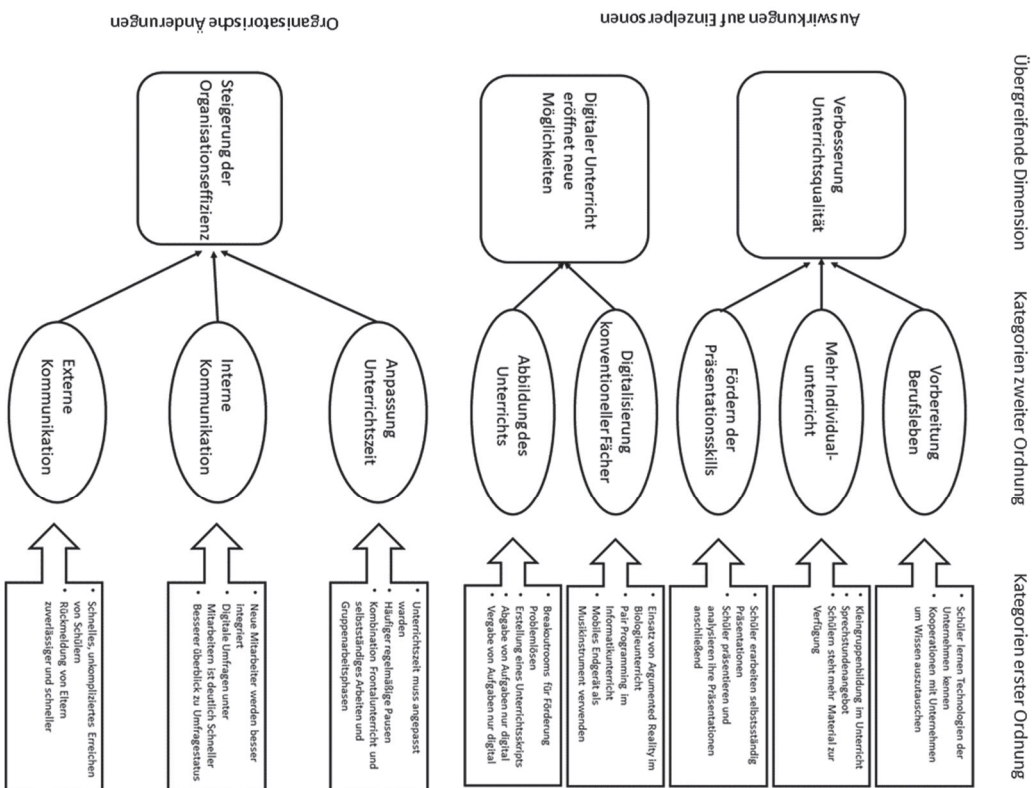 Übergreifende Dimension
Kategorien zweiter Ordnung
Kategorien erster Ordnung
Auswirkungen auf Einzelpersonen
Verbesserung
Unterrichtsqualität
Vorbereitung
Berufsleben
• Schüler lernen Technologien der
Unternehmen kennen
• Kooperationen mit Unternehmen
um Wissen auszutauschen
Mehr Individual-
unterricht
• Kleingruppenbildung im Unterricht
• Sprechstundenangebot
• Schülern steht mehr Material zur
Verfügung
Fördern der
Präsentationsskills
• Schüler erarbeiten selbstständig
Präsentationen
• Schüler präsentieren und
analysieren ihre Präsentationen
anschließend
Digitaler Unterricht
eröffnet neue
Möglichkeiten
Digitalisierung
konventioneller Fächer
• Einsatz von Argumented Reality im
Biologieunterricht
• Pair Programming im
Informatikunterricht
• Mobiles Endgerät als
Musikinstrument verwenden
Abbildung des
Unterrichts
• Breakoutrooms für Förderung
Problemlösen
• Erstellung eines Unterrichtsskripts
• Abgabe von Aufgaben nur digital
• Vergabe von Aufgaben nur digital
Organisatorische Änderungen
Steigerung der
Organisationseffizienz
Anpassung
Unterrichtszeit
• Unterrichtszeit muss angepasst
warden
• Häufiger regelmäßige Pausen
• Kombination Frontalunterricht und
selbstständiges Arbeiten und
Gruppenarbeitsphasen
Interne
Kommunikation
• Neue Mitarbeiter werden besser
integriert
• Digitale Umfragen unter
Mitarbeitern ist deutlich Schneller
• Besserer überblick zu Umfragestatus
Externe
Kommunikation
• Schnelles, unkompliziertes Erreichen
von Schülern
• Rückmeldung von Eltern
zuverlässiger und schneller